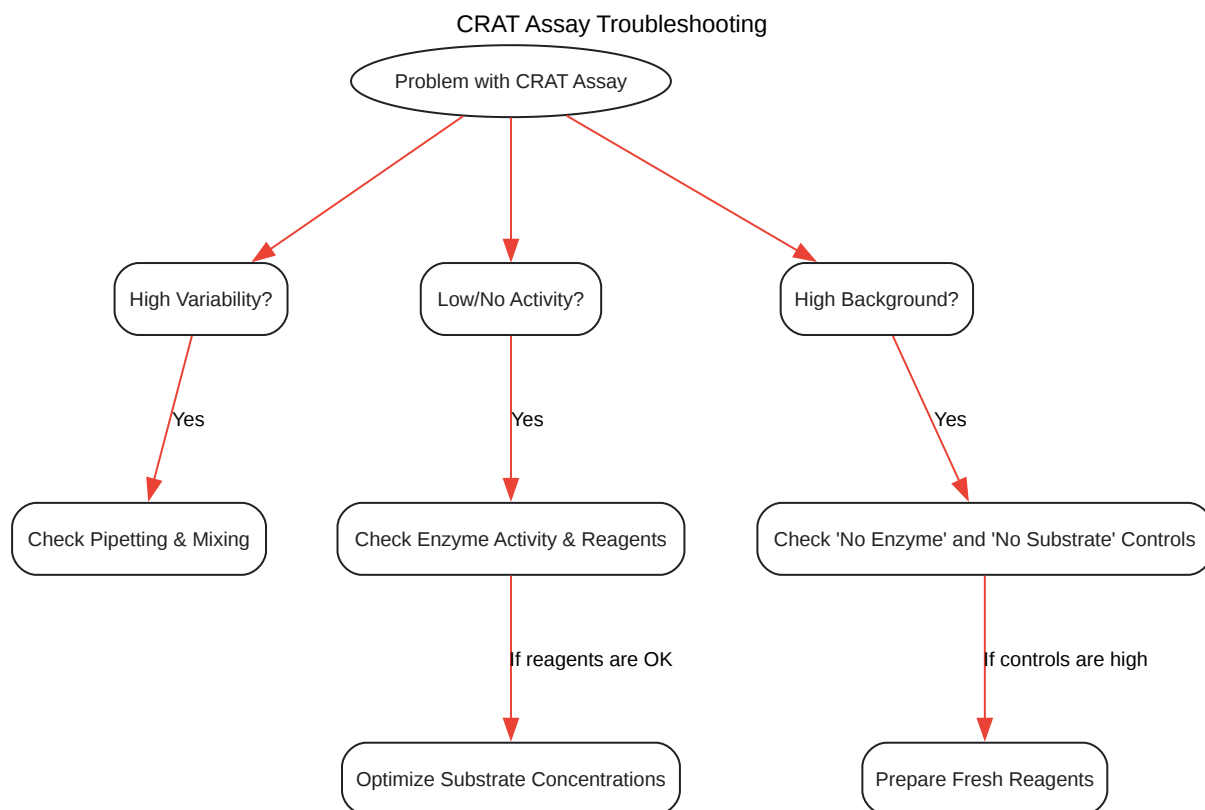 CRAT Assay Troubleshooting
Problem with CRAT Assay
High Variability?
Low/No Activity?
High Background?
Yes
Yes
Yes
Check Pipetting & Mixing
Check Enzyme Activity & Reagents
Check 'No Enzyme' and 'No Substrate' Controls
If reagents are OK
If controls are high
Optimize Substrate Concentrations
Prepare Fresh Reagents